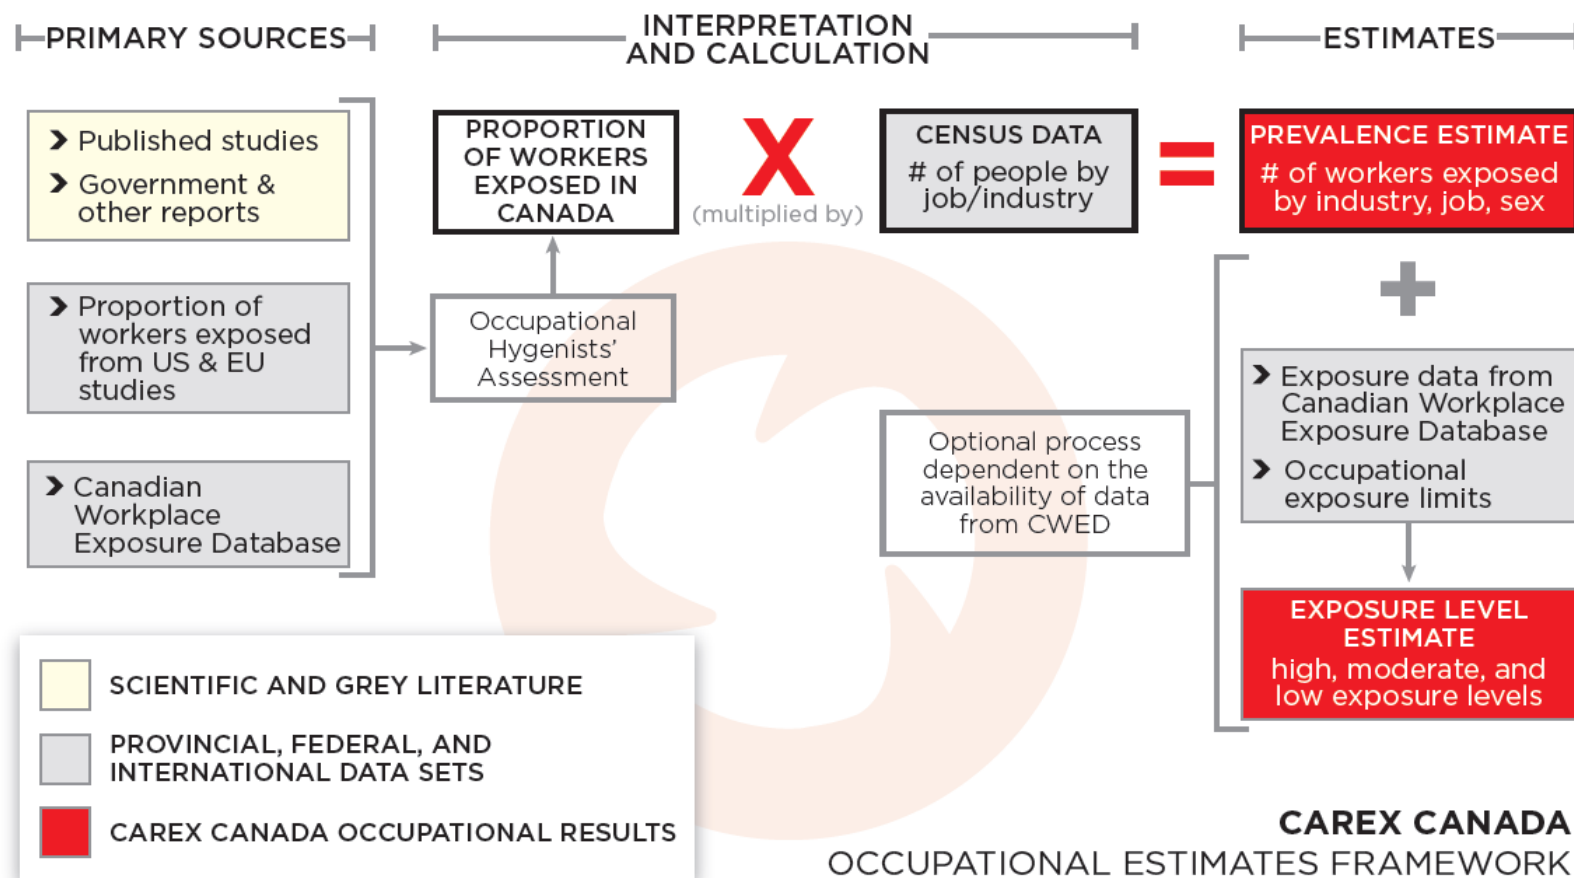 PRIMARY SOURCES
INTERPRETATION
AND CALCULATION
ESTIMATES
Published studies
Government &
other reports
Proportion of
workers exposed
from US & EU
studies
Canadian
Workplace
Exposure Database
PROPORTION
OF WORKERS
EXPOSED IN
CANADA
Occupational
Hygenists'
Assessment
X
(multiplied by)
CENSUS DATA
# of people by
job/industry
=
PREVALENCE ESTIMATE
# of workers exposed
by industry, job, sex
+
Optional process
dependent on the
availability of data
from CWED
Exposure data from
Canadian Workplace
Exposure Database
Occupational
exposure limits
EXPOSURE LEVEL
ESTIMATE
high, moderate, and
low exposure levels
SCIENTIFIC AND GREY LITERATURE
PROVINCIAL, FEDERAL, AND
INTERNATIONAL DATA SETS
CAREX CANADA OCCUPATIONAL RESULTS
CAREX CANADA
OCCUPATIONAL ESTIMATES FRAMEWORK